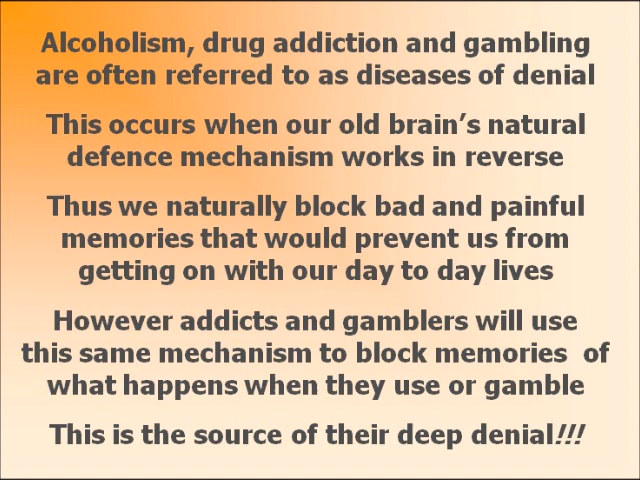 Alcoholism, drug addiction and gambling
are often referred to as diseases of denial
This occurs when our old brain's natural
defence mechanism works in reverse
Thus we naturally block bad and painful
memories that would prevent us from
getting on with our day to day lives
However addicts and gamblers will use
this same mechanism to block memories  of
what happens when they use or gamble
This is the source of their deep denial!!!